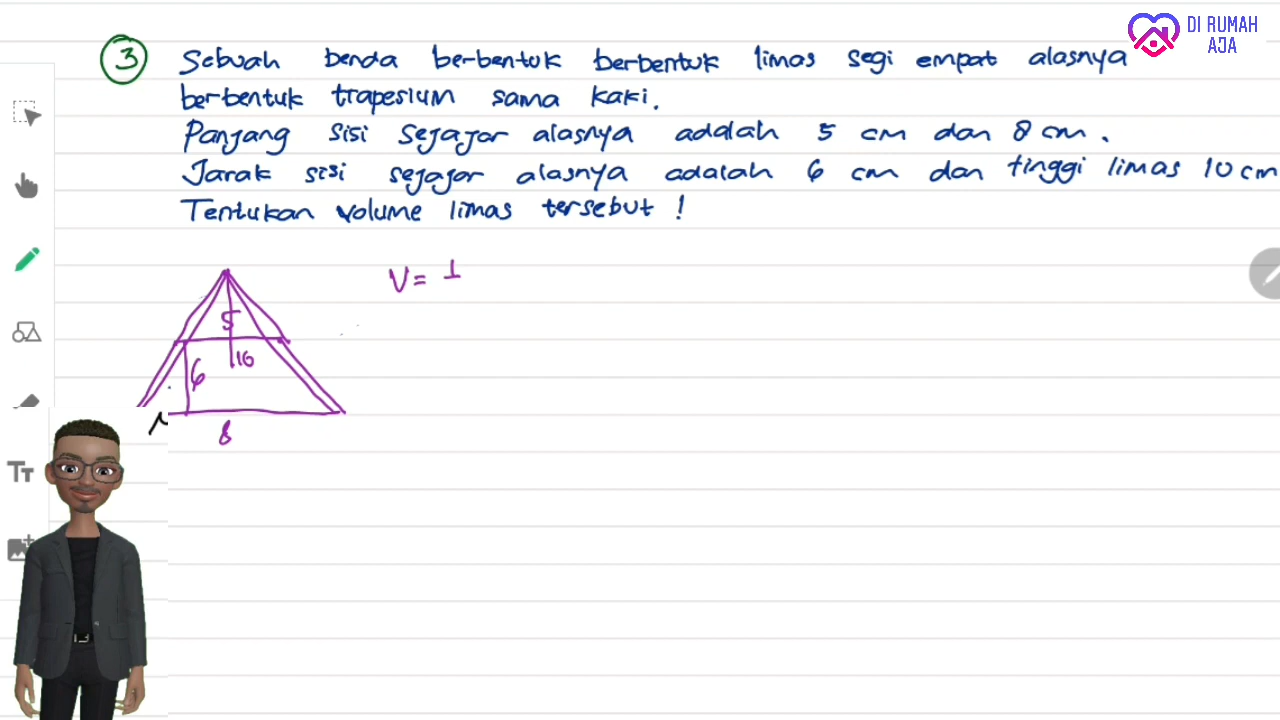 DI RUMAH
AJA
3 Sebuah benda berbentuk berbentuk limas segi empat alasnya
berbentuk trapesium sama kaki.
Panjang sisi sejajar alasnya adalah 5 cm dan 8 cm.
Jarak sisi sejajar alasnya adalah 6 cm dan tinggi limas 10 cm
Tentukan volume limas tersebut !
V = 1
5
10
6
8
TT